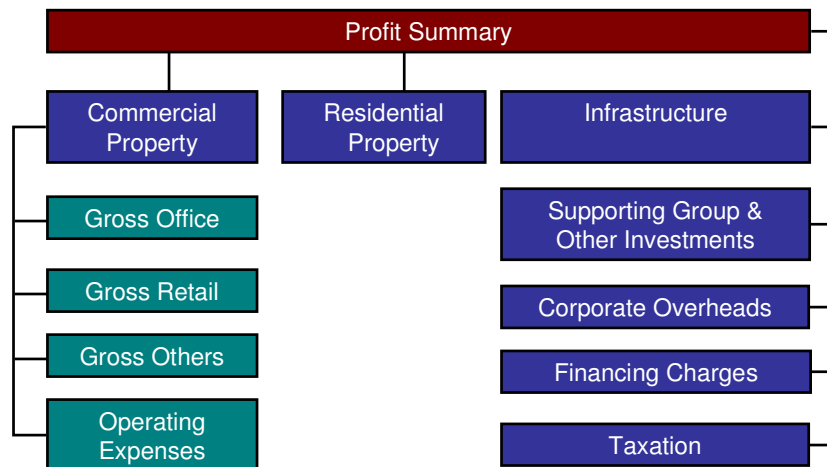 Profit Summary
Commercial
Property
Residential
Property
Infrastructure
Gross Office
Supporting Group &
Other Investments
Gross Retail
Corporate Overheads
Gross Others
Financing Charges
Operating
Expenses
Taxation